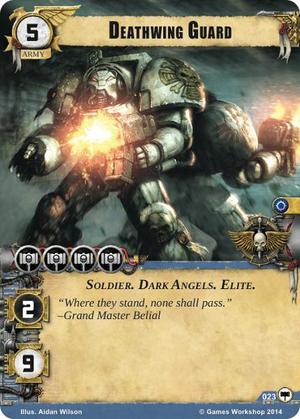 5
DEATHWING GUARD
ARMY
SOLDIER. DARK ANGELS. ELITE.
2
“Where they stand, none shall pass.”
–Grand Master Belial
9
023
Illus. Aidan Wilson
© Games Workshop 2014